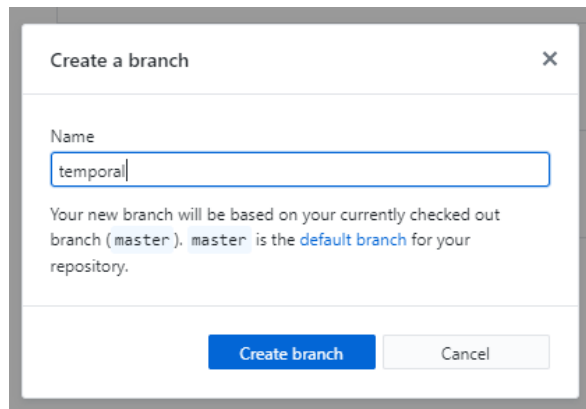 Create a branch
Name
temporal
Your new branch will be based on your currently checked out
branch (master). master is the default branch for your
repository.
Create branch
Cancel